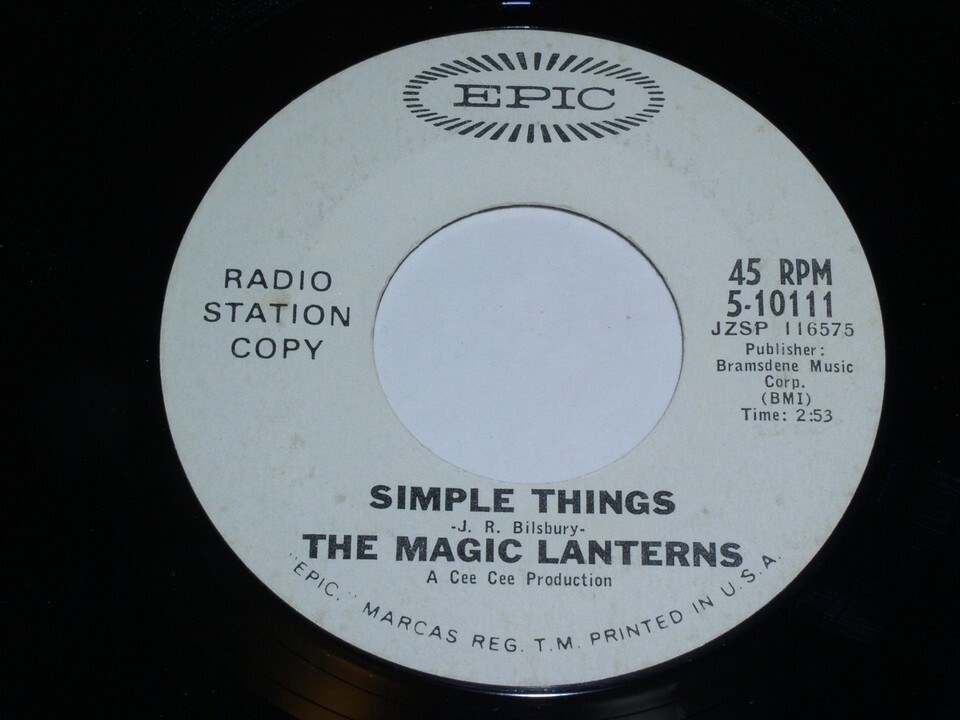 EPIC
RADIO
STATION
COPY
45 RPM
5-10111
JZSP 116575
Publisher:
Bramsdene Music
Corp.
(BMI)
Time: 2:53
SIMPLE THINGS
-J. R. Bilsbury-
THE MAGIC LANTERNS
A Cee Cee Production
"EPIC," MARCAS REG. T.M. PRINTED IN U.S.A.